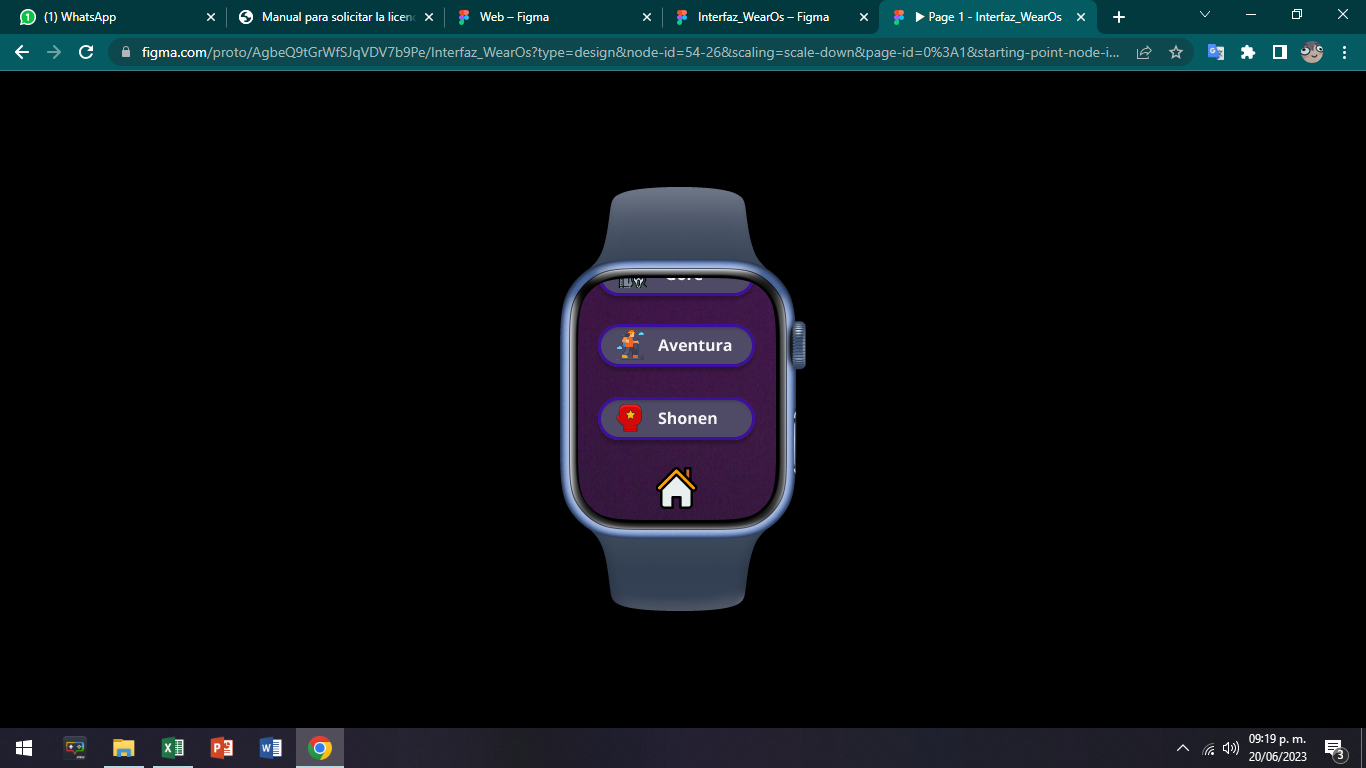 (1) WhatsApp
Manual para solicitar la licen
Web – Figma
Interfaz_WearOs – Figma
Page 1 - Interfaz_WearOs
figma.com/proto/AgbeQ9tGrWfSJqVDV7b9Pe/Interfaz_WearOs?type=design&node-id=54-26&scaling=scale-down&page-id=0%3A1&starting-point-node-i...
Gore
Aventura
Shonen
09:19 p. m.
20/06/2023
3